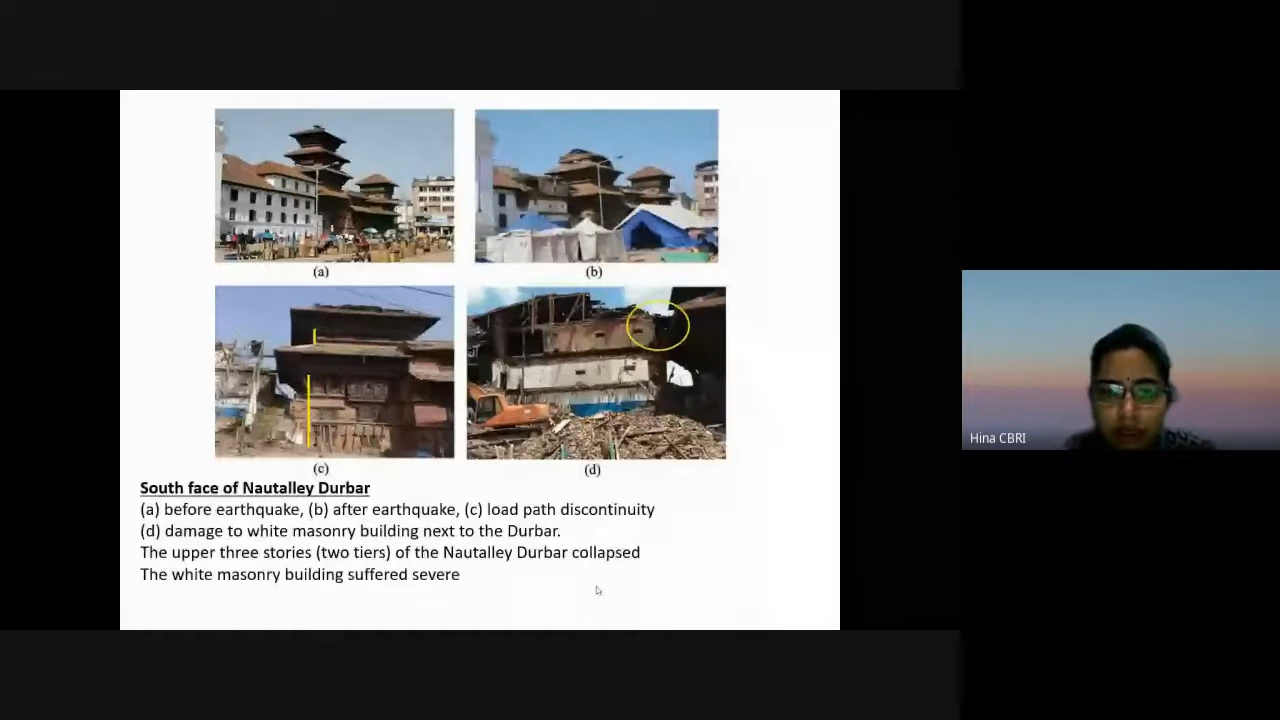 (a)
(b)
(c)
(d)
South face of Nautalley Durbar
(a) before earthquake, (b) after earthquake, (c) load path discontinuity
(d) damage to white masonry building next to the Durbar.
The upper three stories (two tiers) of the Nautalley Durbar collapsed
The white masonry building suffered severe
Hina CBRI